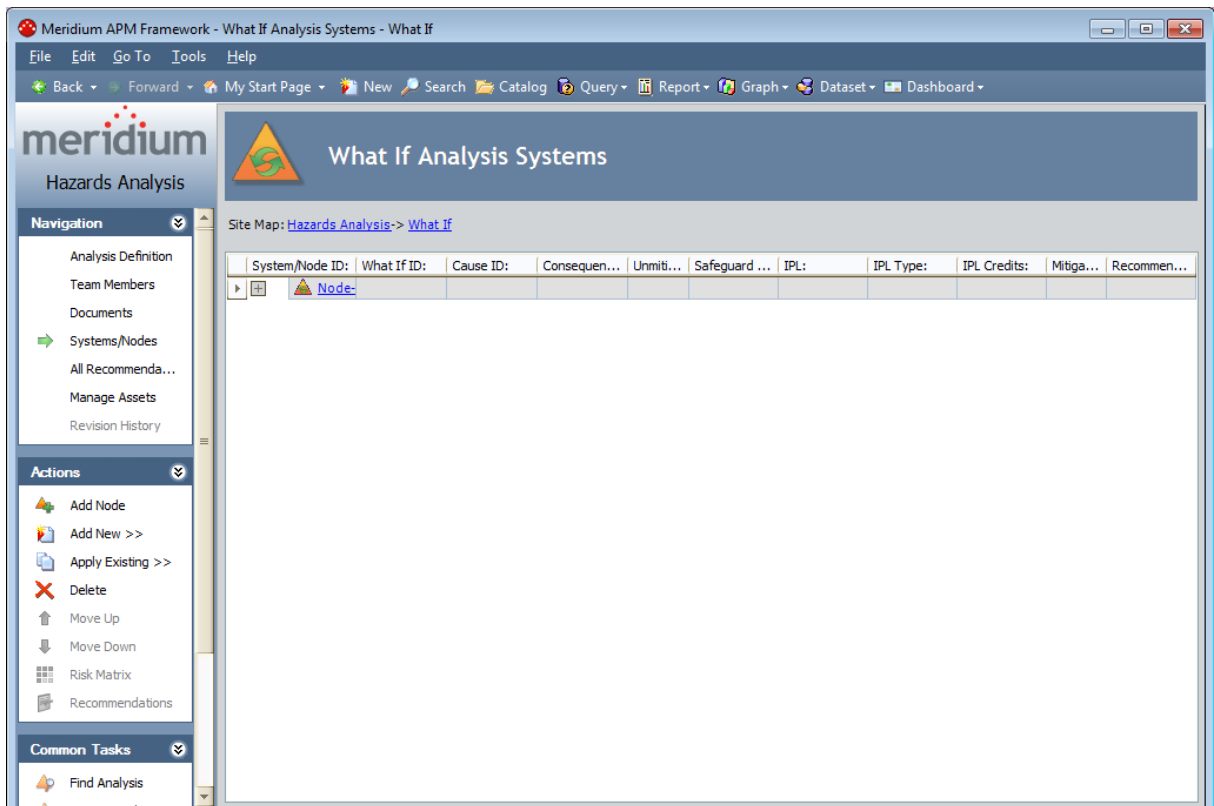 Meridium APM Framework - What If Analysis Systems - What If
File Edit Go To Tools Help
Back Forward My Start Page New Search Catalog Query Report Graph Dataset Dashboard
meridium
Hazards Analysis
What If Analysis Systems
Navigation
Analysis Definition
Team Members
Documents
Systems/Nodes
All Recommenda...
Manage Assets
Revision History
Actions
Add Node
Add New >>
Apply Existing >>
Delete
Move Up
Move Down
Risk Matrix
Recommendations
Common Tasks
Find Analysis
Site Map: Hazards Analysis-> What If
System/Node ID: What If ID: Cause ID: Consequen... Unmiti... Safeguard ... IPL: IPL Type: IPL Credits: Mitiga... Recommen...
Node-